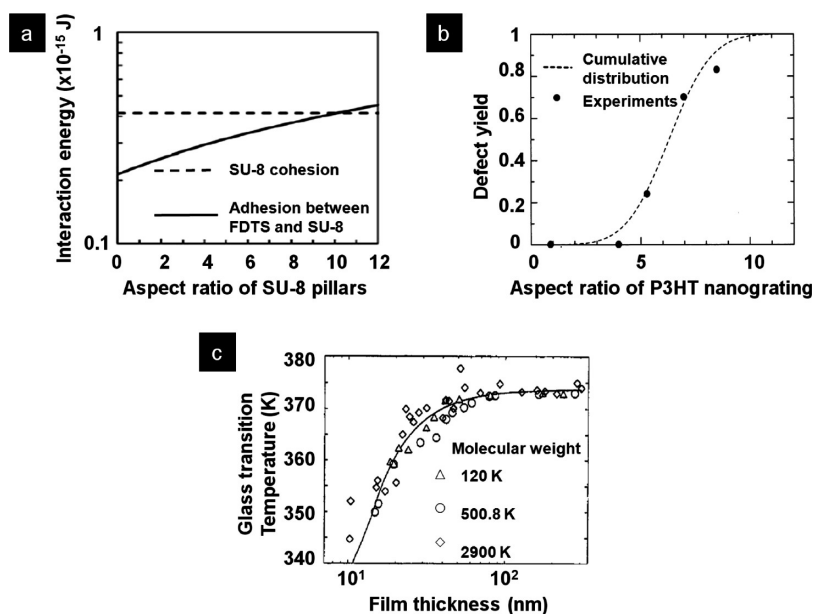 a
Interaction energy (x10⁻¹⁵ J)
1
0.1
SU-8 cohesion
Adhesion between
FDTS and SU-8
0 2 4 6 8 10 12
Aspect ratio of SU-8 pillars
b
Defect yield
1
0.8
0.6
0.4
0.2
0
Cumulative
distribution
Experiments
0 5 10
Aspect ratio of P3HT nanograting
c
Glass transition
Temperature (K)
380
370
360
350
340
Molecular weight
120 K
500.8 K
2900 K
10¹ 10²
Film thickness (nm)